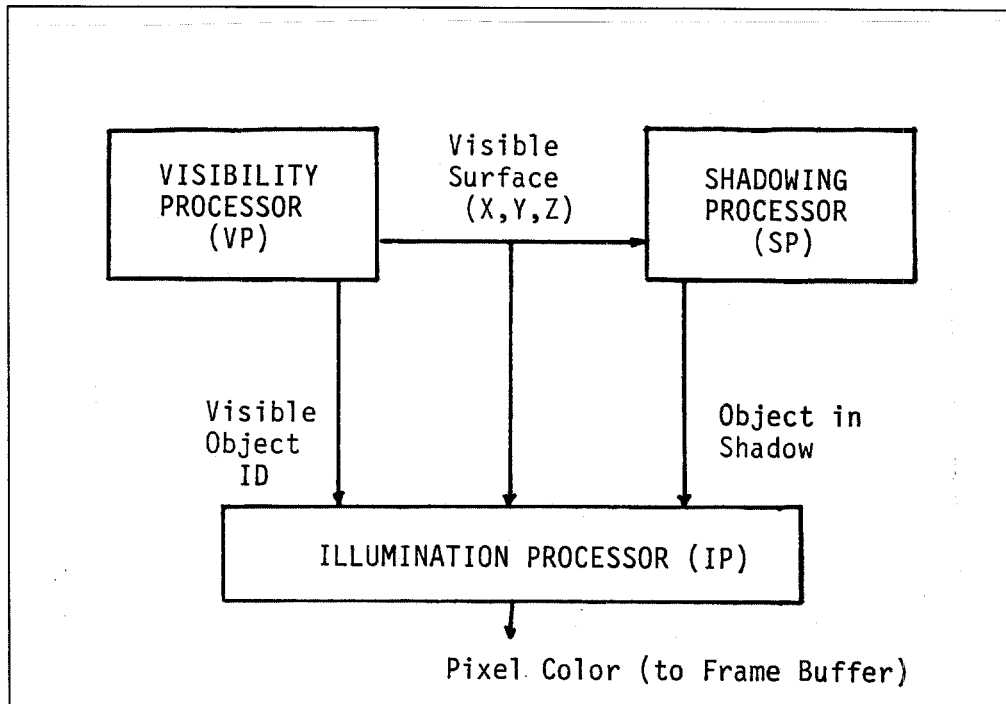 VISIBILITY
PROCESSOR
(VP)
Visible
Surface
(X,Y,Z)
SHADOWING
PROCESSOR
(SP)
Visible
Object
ID
Object in
Shadow
ILLUMINATION PROCESSOR (IP)
Pixel Color (to Frame Buffer)